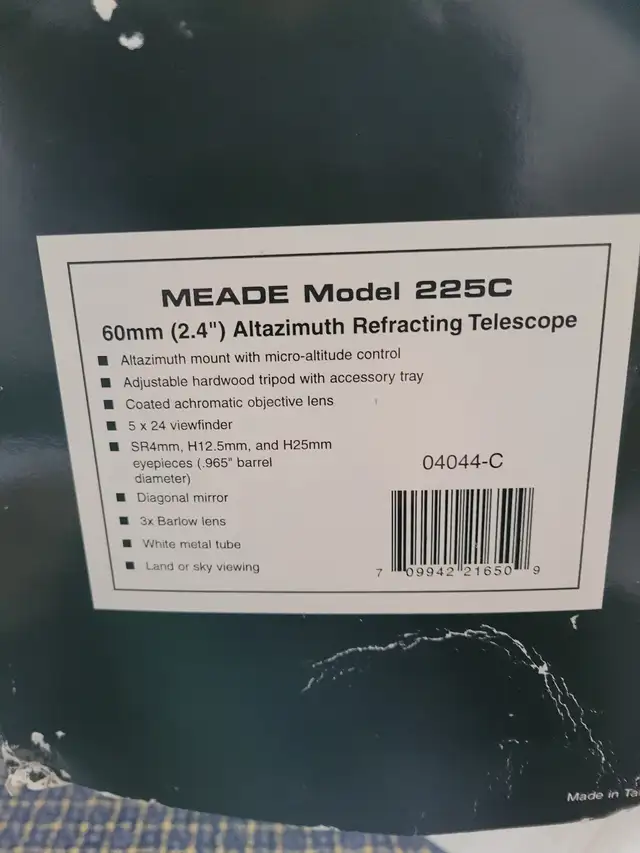 MEADE Model 225C
60mm (2.4") Altazimuth Refracting Telescope
■ Altazimuth mount with micro-altitude control
■ Adjustable hardwood tripod with accessory tray
■ Coated achromatic objective lens
■ 5 x 24 viewfinder
■ SR4mm, H12.5mm, and H25mm
eyepieces (.965" barrel
diameter)
■ Diagonal mirror
■ 3x Barlow lens
■ White metal tube
■ Land or sky viewing
04044-C
7 09942 21650 9
Made in